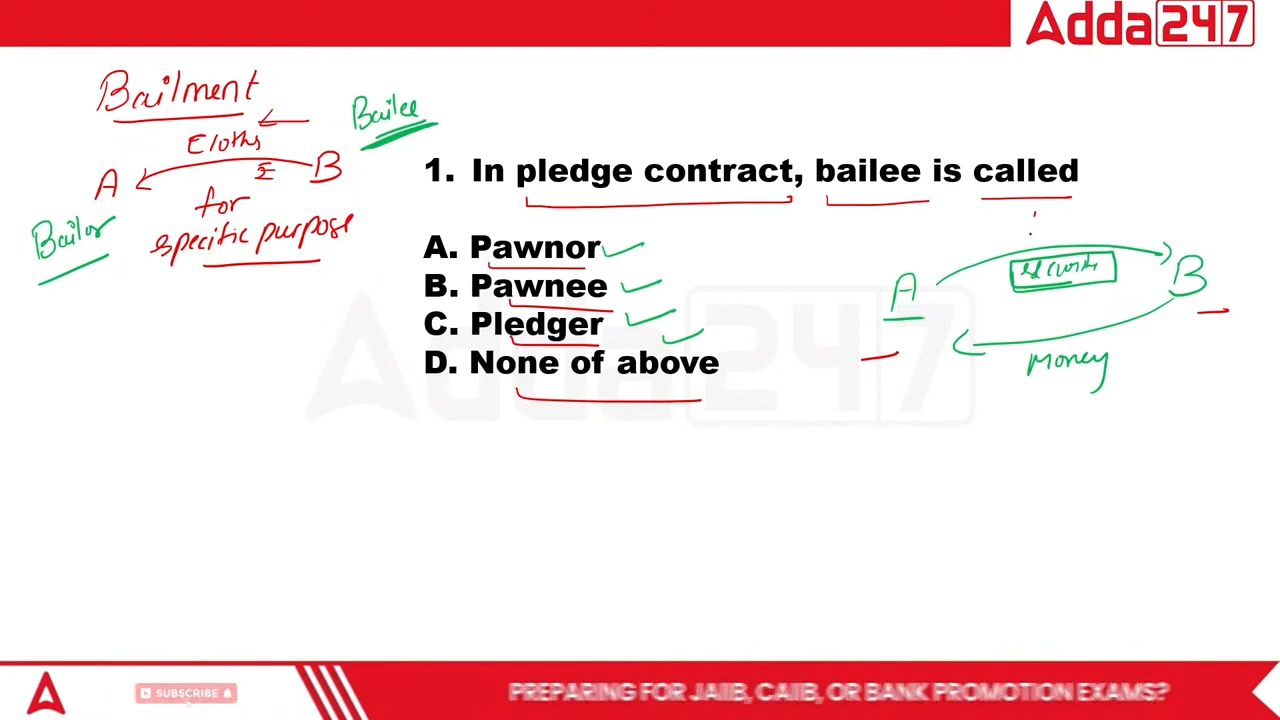 Adda247
Bailment
Bailee
Cloths
A
B
for
specific purpose
Bailor
1. In pledge contract, bailee is called
A. Pawnor
B. Pawnee
C. Pledger
D. None of above
A
B
Money
Adda247
SUBSCRIBE
PREPARING FOR JAIIB, CAIIB, OR BANK PROMOTION EXAMS?